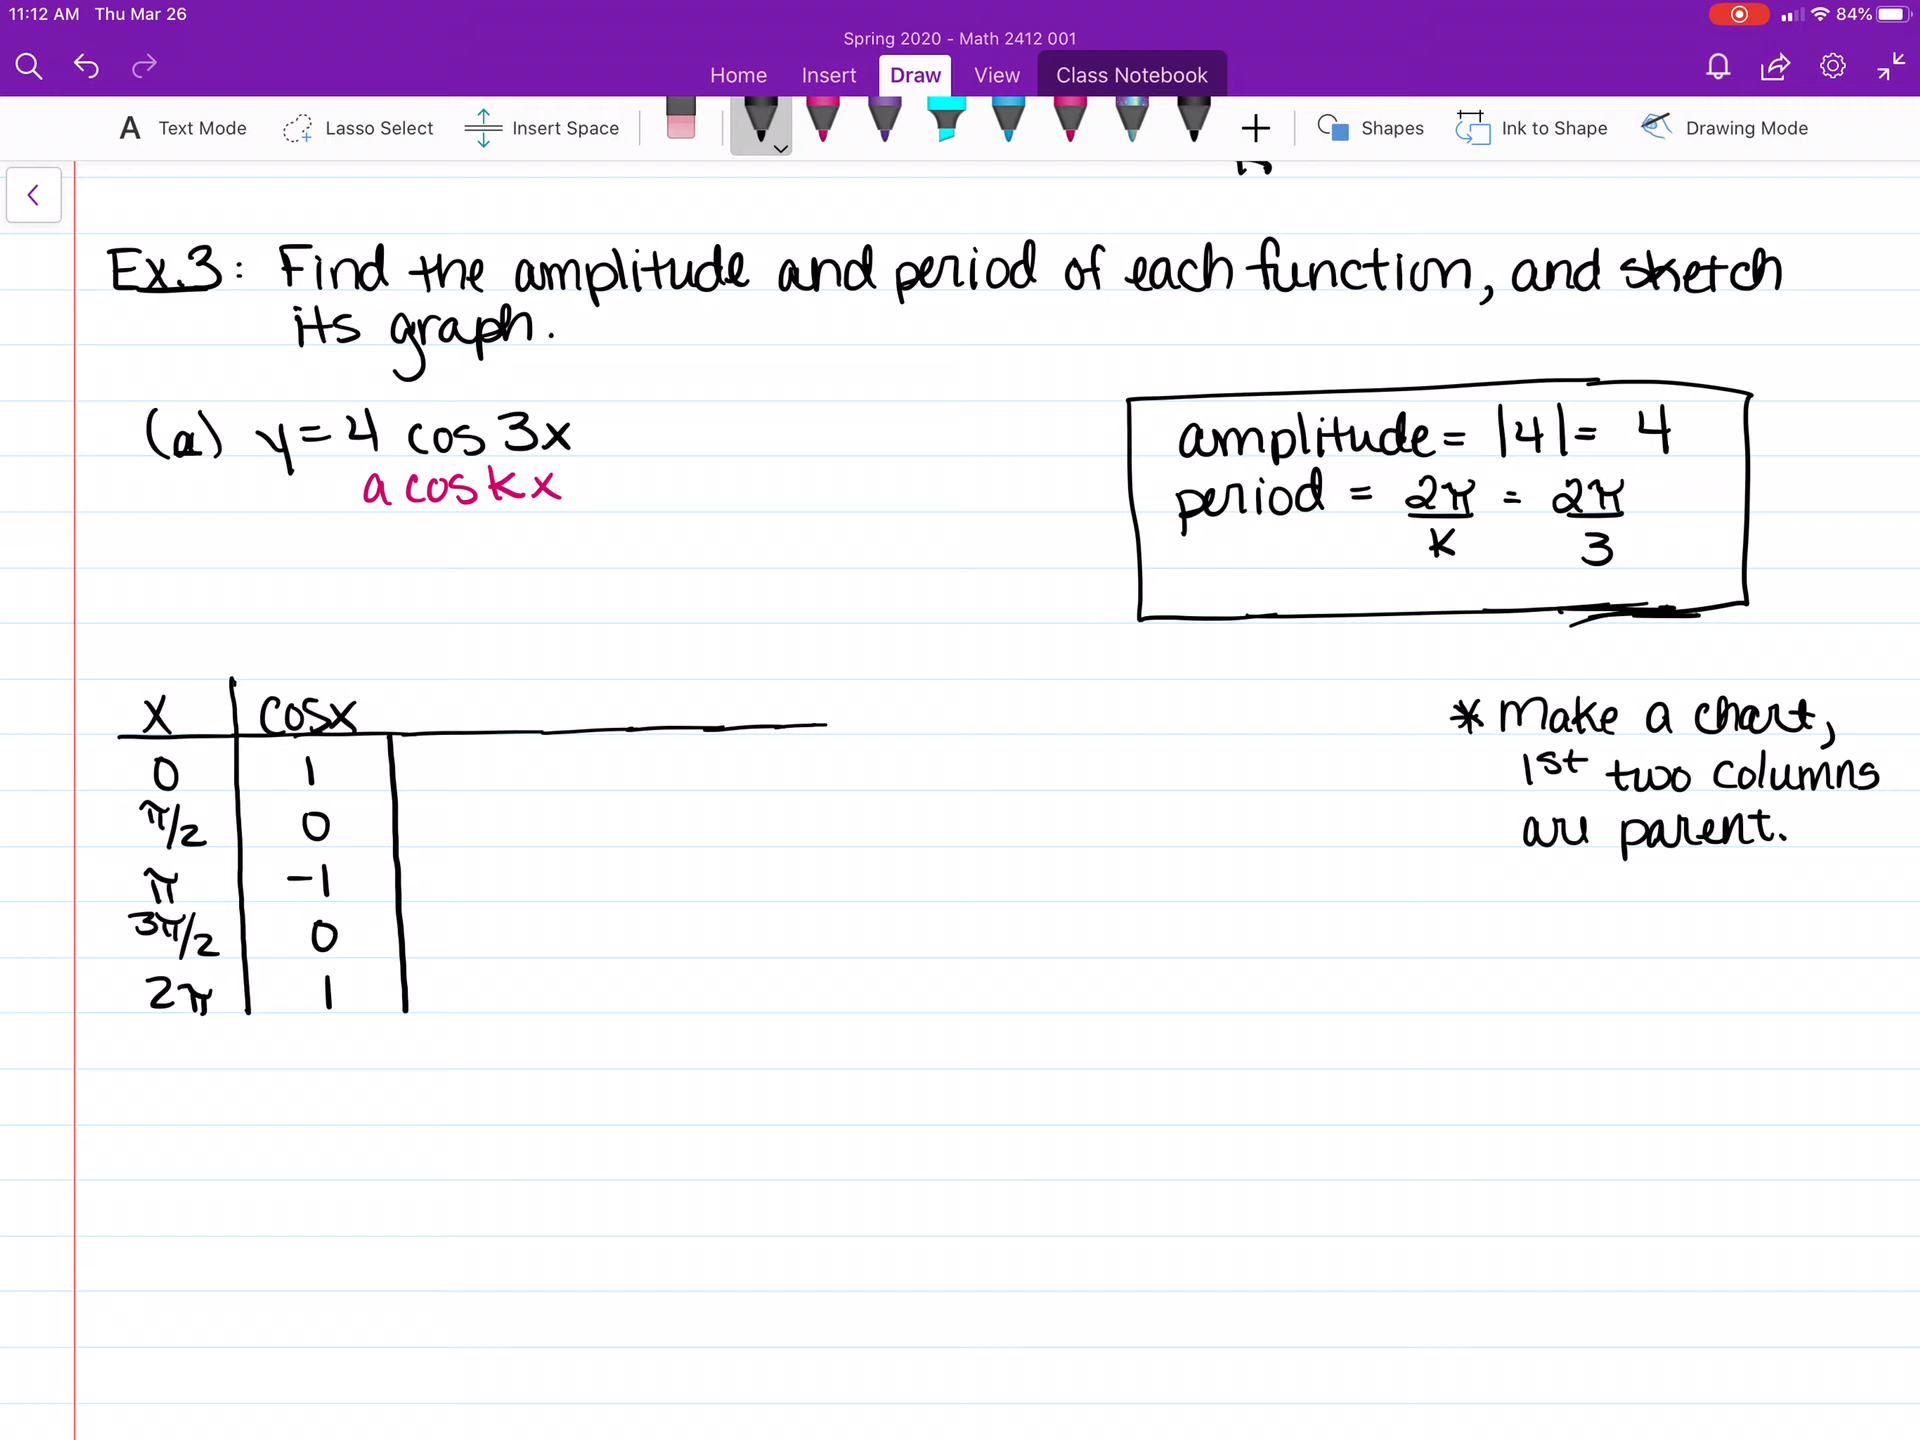 11:12 AM Thu Mar 26
84%
Spring 2020 - Math 2412 001
Home Insert Draw View Class Notebook
A Text Mode Lasso Select Insert Space Shapes Ink to Shape Drawing Mode
Ex.3: Find the amplitude and period of each function, and sketch
its graph.
(a) y = 4 cos 3x
a cos kx
amplitude = |4| = 4
period = 2π/k = 2π/3
x cosx
0 1
π/2 0
π -1
3π/2 0
2π 1
* Make a chart,
1st two columns
are parent.